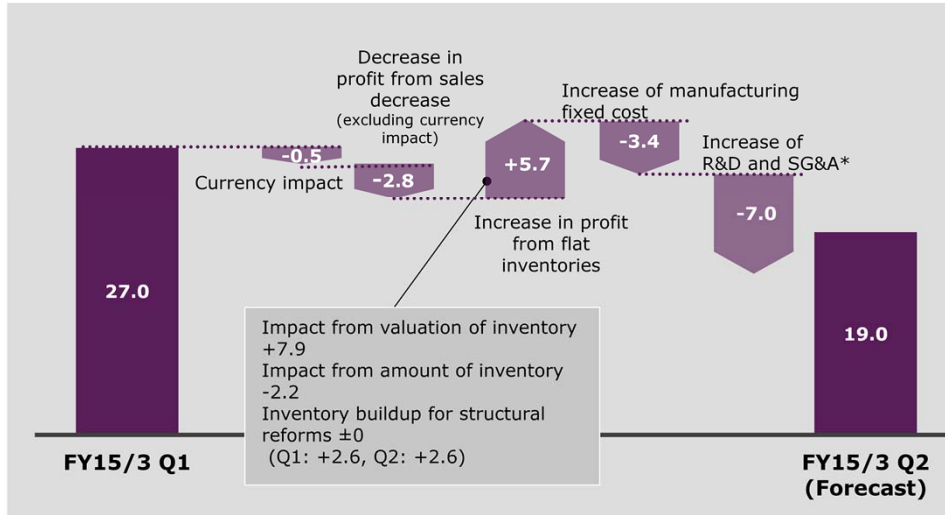 Decrease in
profit from sales
decrease
(excluding currency
impact)
Increase of manufacturing
fixed cost
Increase of
R&D and SG&A*
-0.5
-2.8
+5.7
-3.4
-7.0
Currency impact
Increase in profit
from flat
inventories
27.0
19.0
Impact from valuation of inventory
+7.9
Impact from amount of inventory
-2.2
Inventory buildup for structural
reforms ±0
(Q1: +2.6, Q2: +2.6)
FY15/3 Q1
FY15/3 Q2
(Forecast)